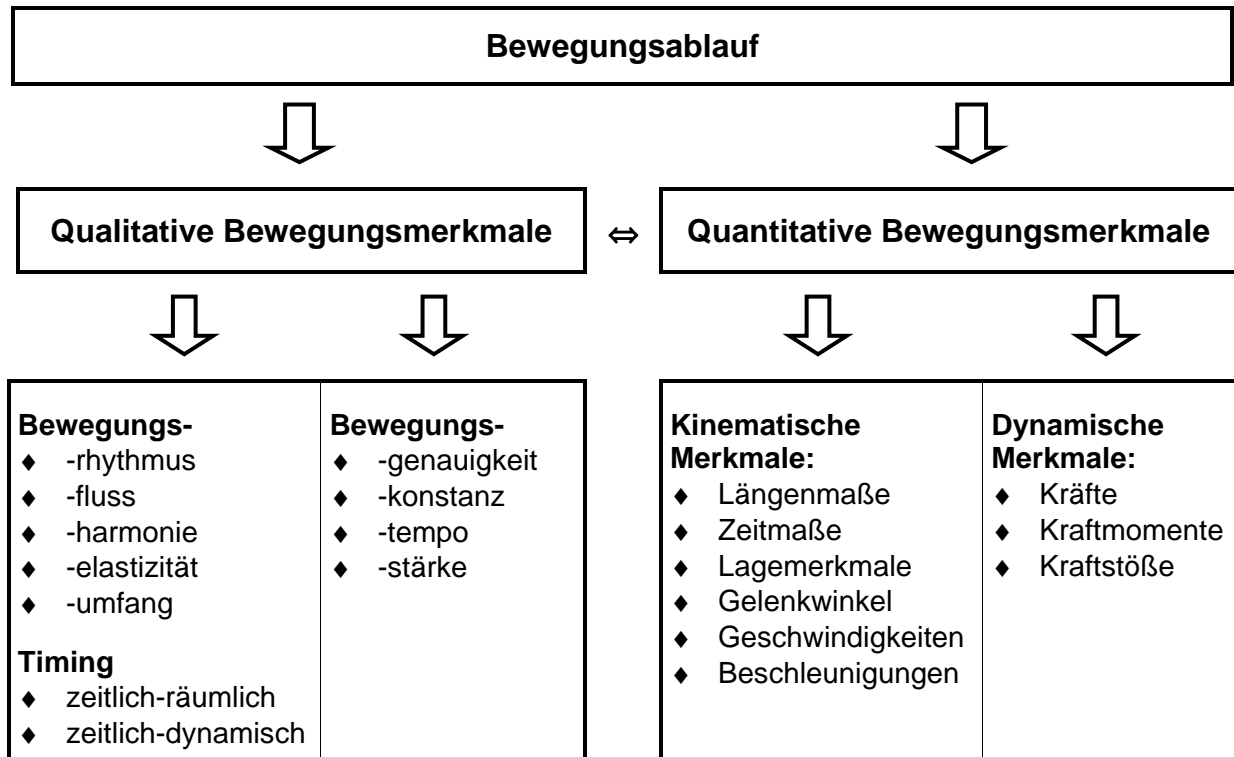 Bewegungsablauf
Qualitative Bewegungsmerkmale ⇔ Quantitative Bewegungsmerkmale
Bewegungs-
♦ -rhythmus
♦ -fluss
♦ -harmonie
♦ -elastizität
♦ -umfang
Timing
♦ zeitlich-räumlich
♦ zeitlich-dynamisch
Bewegungs-
♦ -genauigkeit
♦ -konstanz
♦ -tempo
♦ -stärke
Kinematische
Merkmale:
♦ Längenmaße
♦ Zeitmaße
♦ Lagemerkmale
♦ Gelenkwinkel
♦ Geschwindigkeiten
♦ Beschleunigungen
Dynamische
Merkmale:
♦ Kräfte
♦ Kraftmomente
♦ Kraftstöße